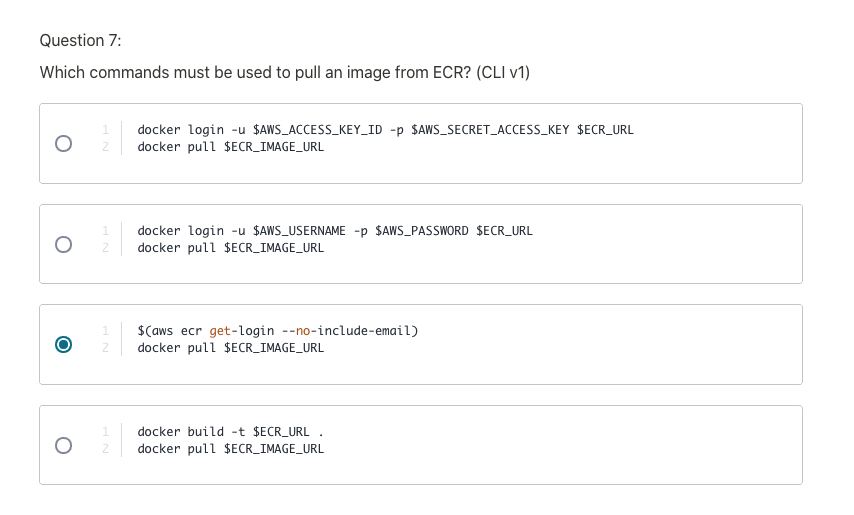 Question 7:
Which commands must be used to pull an image from ECR? (CLI v1)
1 docker login -u $AWS_ACCESS_KEY_ID -p $AWS_SECRET_ACCESS_KEY $ECR_URL
2 docker pull $ECR_IMAGE_URL
1 docker login -u $AWS_USERNAME -p $AWS_PASSWORD $ECR_URL
2 docker pull $ECR_IMAGE_URL
1 $(aws ecr get-login --no-include-email)
2 docker pull $ECR_IMAGE_URL
1 docker build -t $ECR_URL .
2 docker pull $ECR_IMAGE_URL